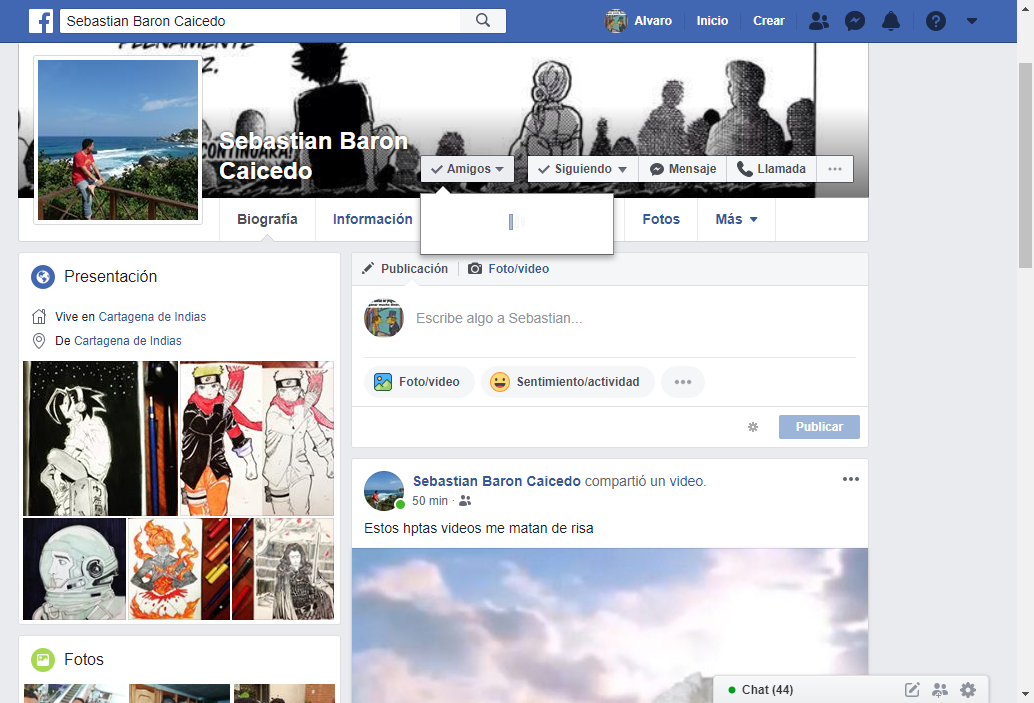 Sebastian Baron Caicedo
Alvaro
Inicio
Crear
PLENAMENTE
Z.
CONTINUARÁ!
Sebastian Baron
Caicedo
Amigos
Siguiendo
Mensaje
Llamada
Biografía
Información
Fotos
Más
Presentación
Vive en Cartagena de Indias
De Cartagena de Indias
Fotos
Publicación
Foto/video
Escribe algo a Sebastian...
Foto/video
Sentimiento/actividad
Publicar
Sebastian Baron Caicedo compartió un video.
50 min ·
Estos hptas videos me matan de risa
Chat (44)